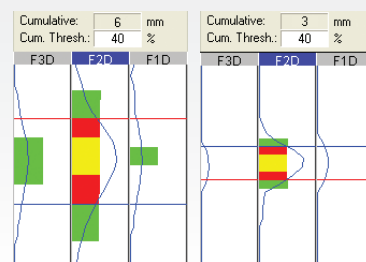 Cumulative: 6 mm
Cum. Thresh.: 40 %
F3D F2D F1D
Cumulative: 3 mm
Cum. Thresh.: 40 %
F3D F2D F1D